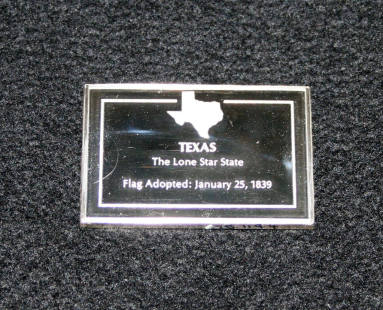 TEXAS
The Lone Star State
Flag Adopted: January 25, 1839